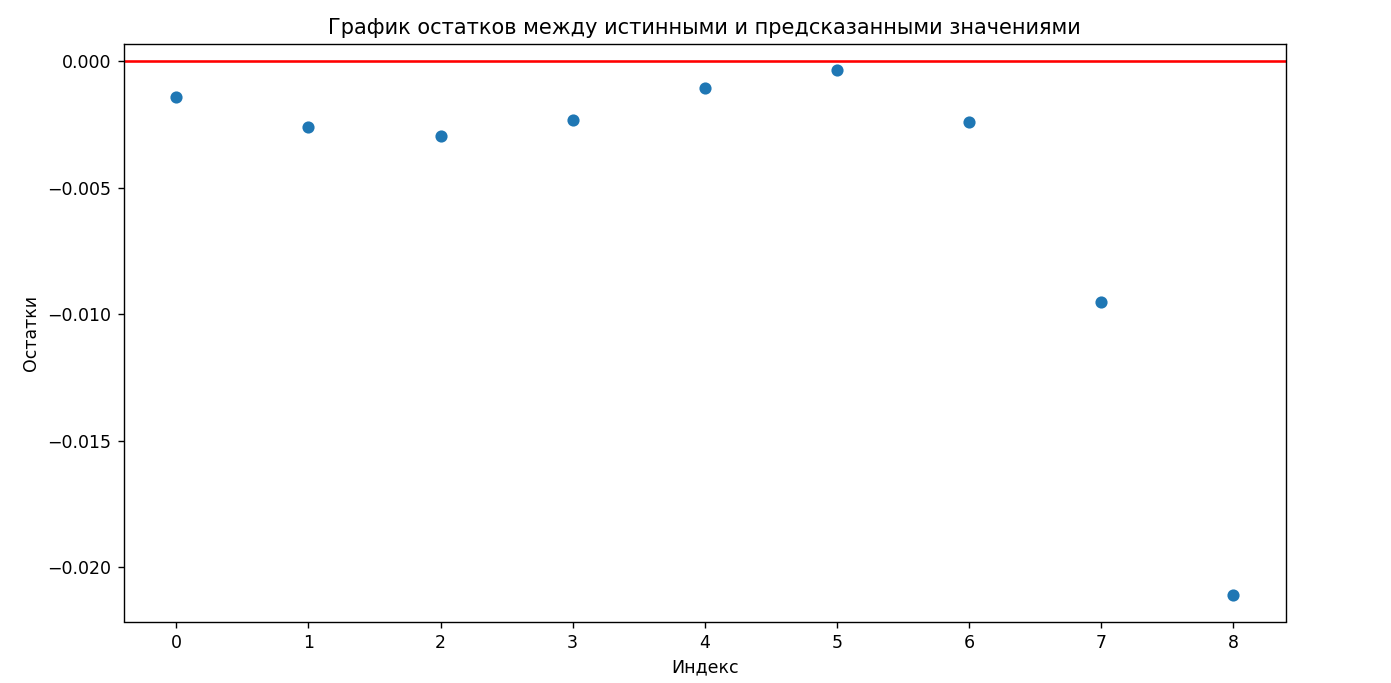 График остатков между истинными и предсказанными значениями
0.000
−0.005
−0.010
−0.015
−0.020
Остатки
0 1 2 3 4 5 6 7 8
Индекс